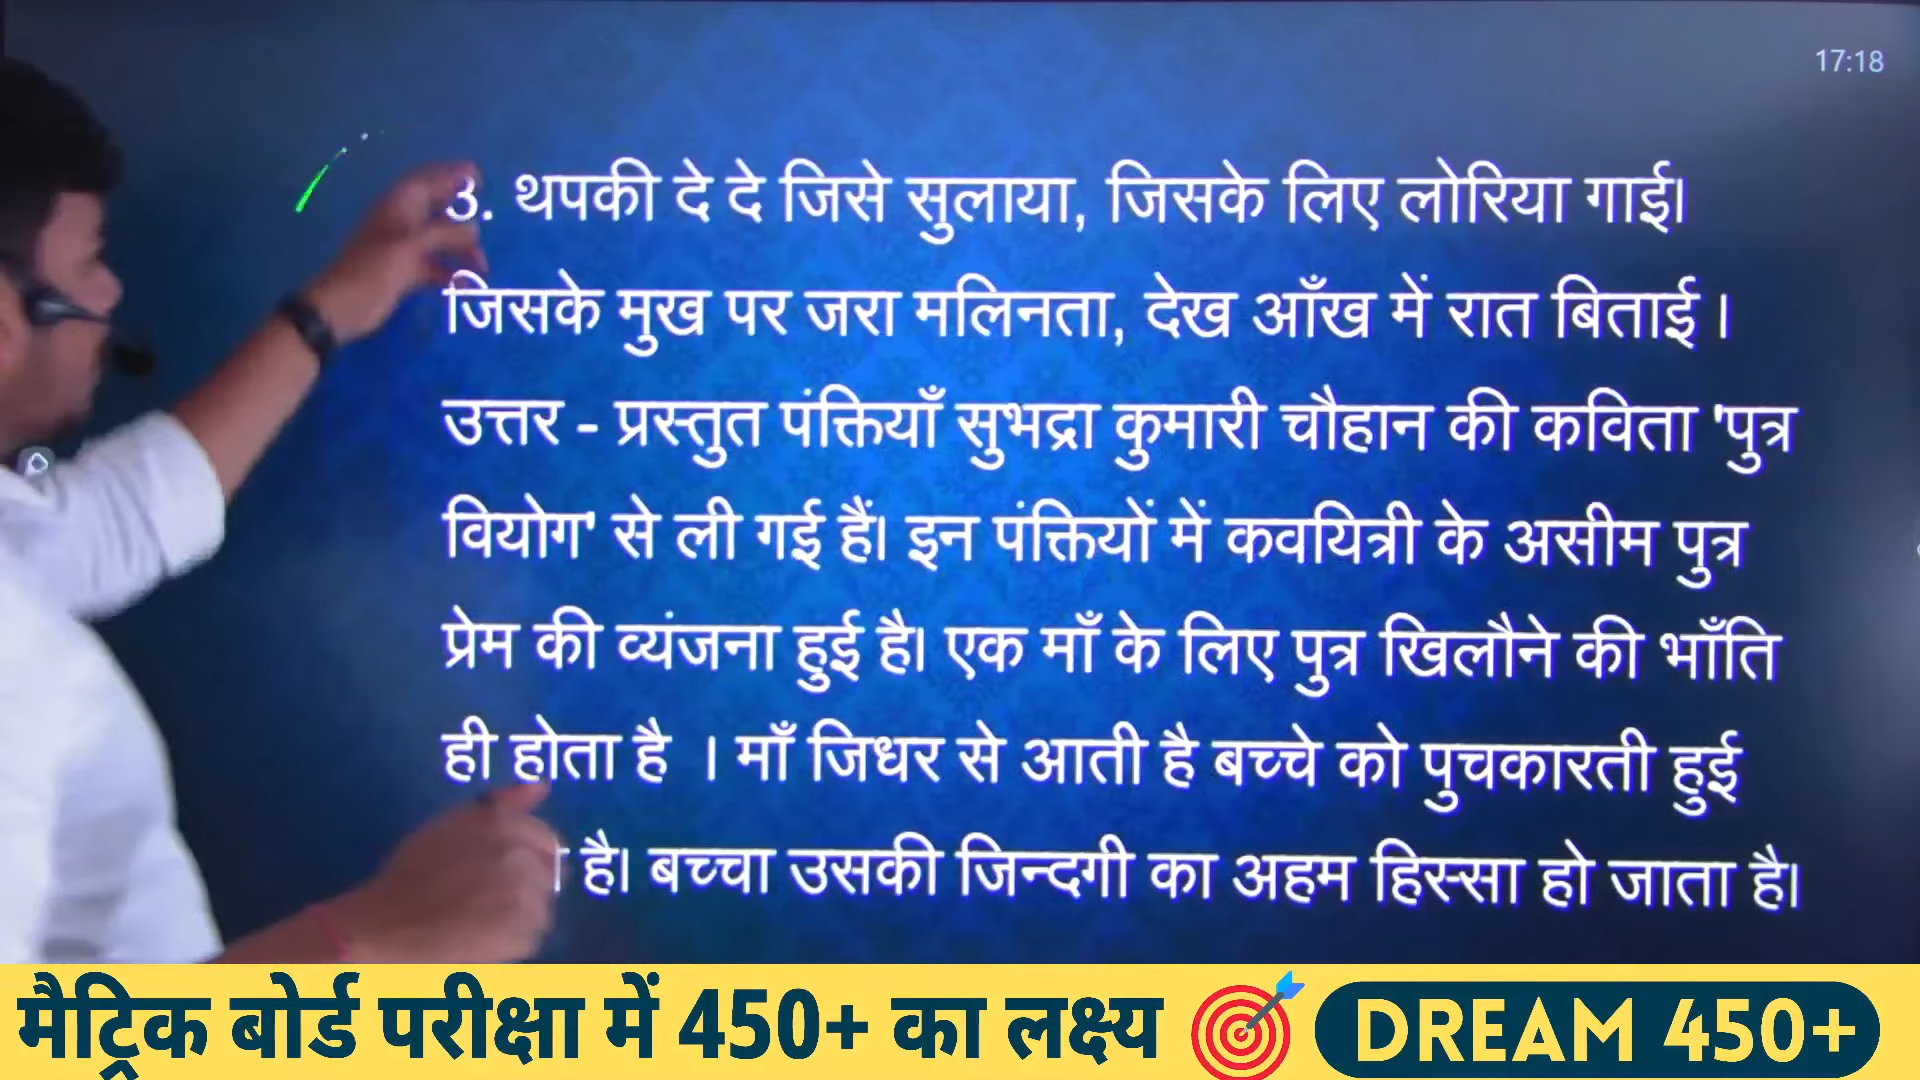 17:18
3. थपकी दे दे जिसे सुलाया, जिसके लिए लोरिया गाई।
जिसके मुख पर जरा मलिनता, देख आँख में रात बिताई ।
उत्तर - प्रस्तुत पंक्तियाँ सुभद्रा कुमारी चौहान की कविता 'पुत्र
वियोग' से ली गई हैं। इन पंक्तियों में कवयित्री के असीम पुत्र
प्रेम की व्यंजना हुई है। एक माँ के लिए पुत्र खिलौने की भाँति
ही होता है । माँ जिधर से आती है बच्चे को पुचकारती हुई
है। बच्चा उसकी जिन्दगी का अहम हिस्सा हो जाता है।
मैट्रिक बोर्ड परीक्षा में 450+ का लक्ष्य DREAM 450+